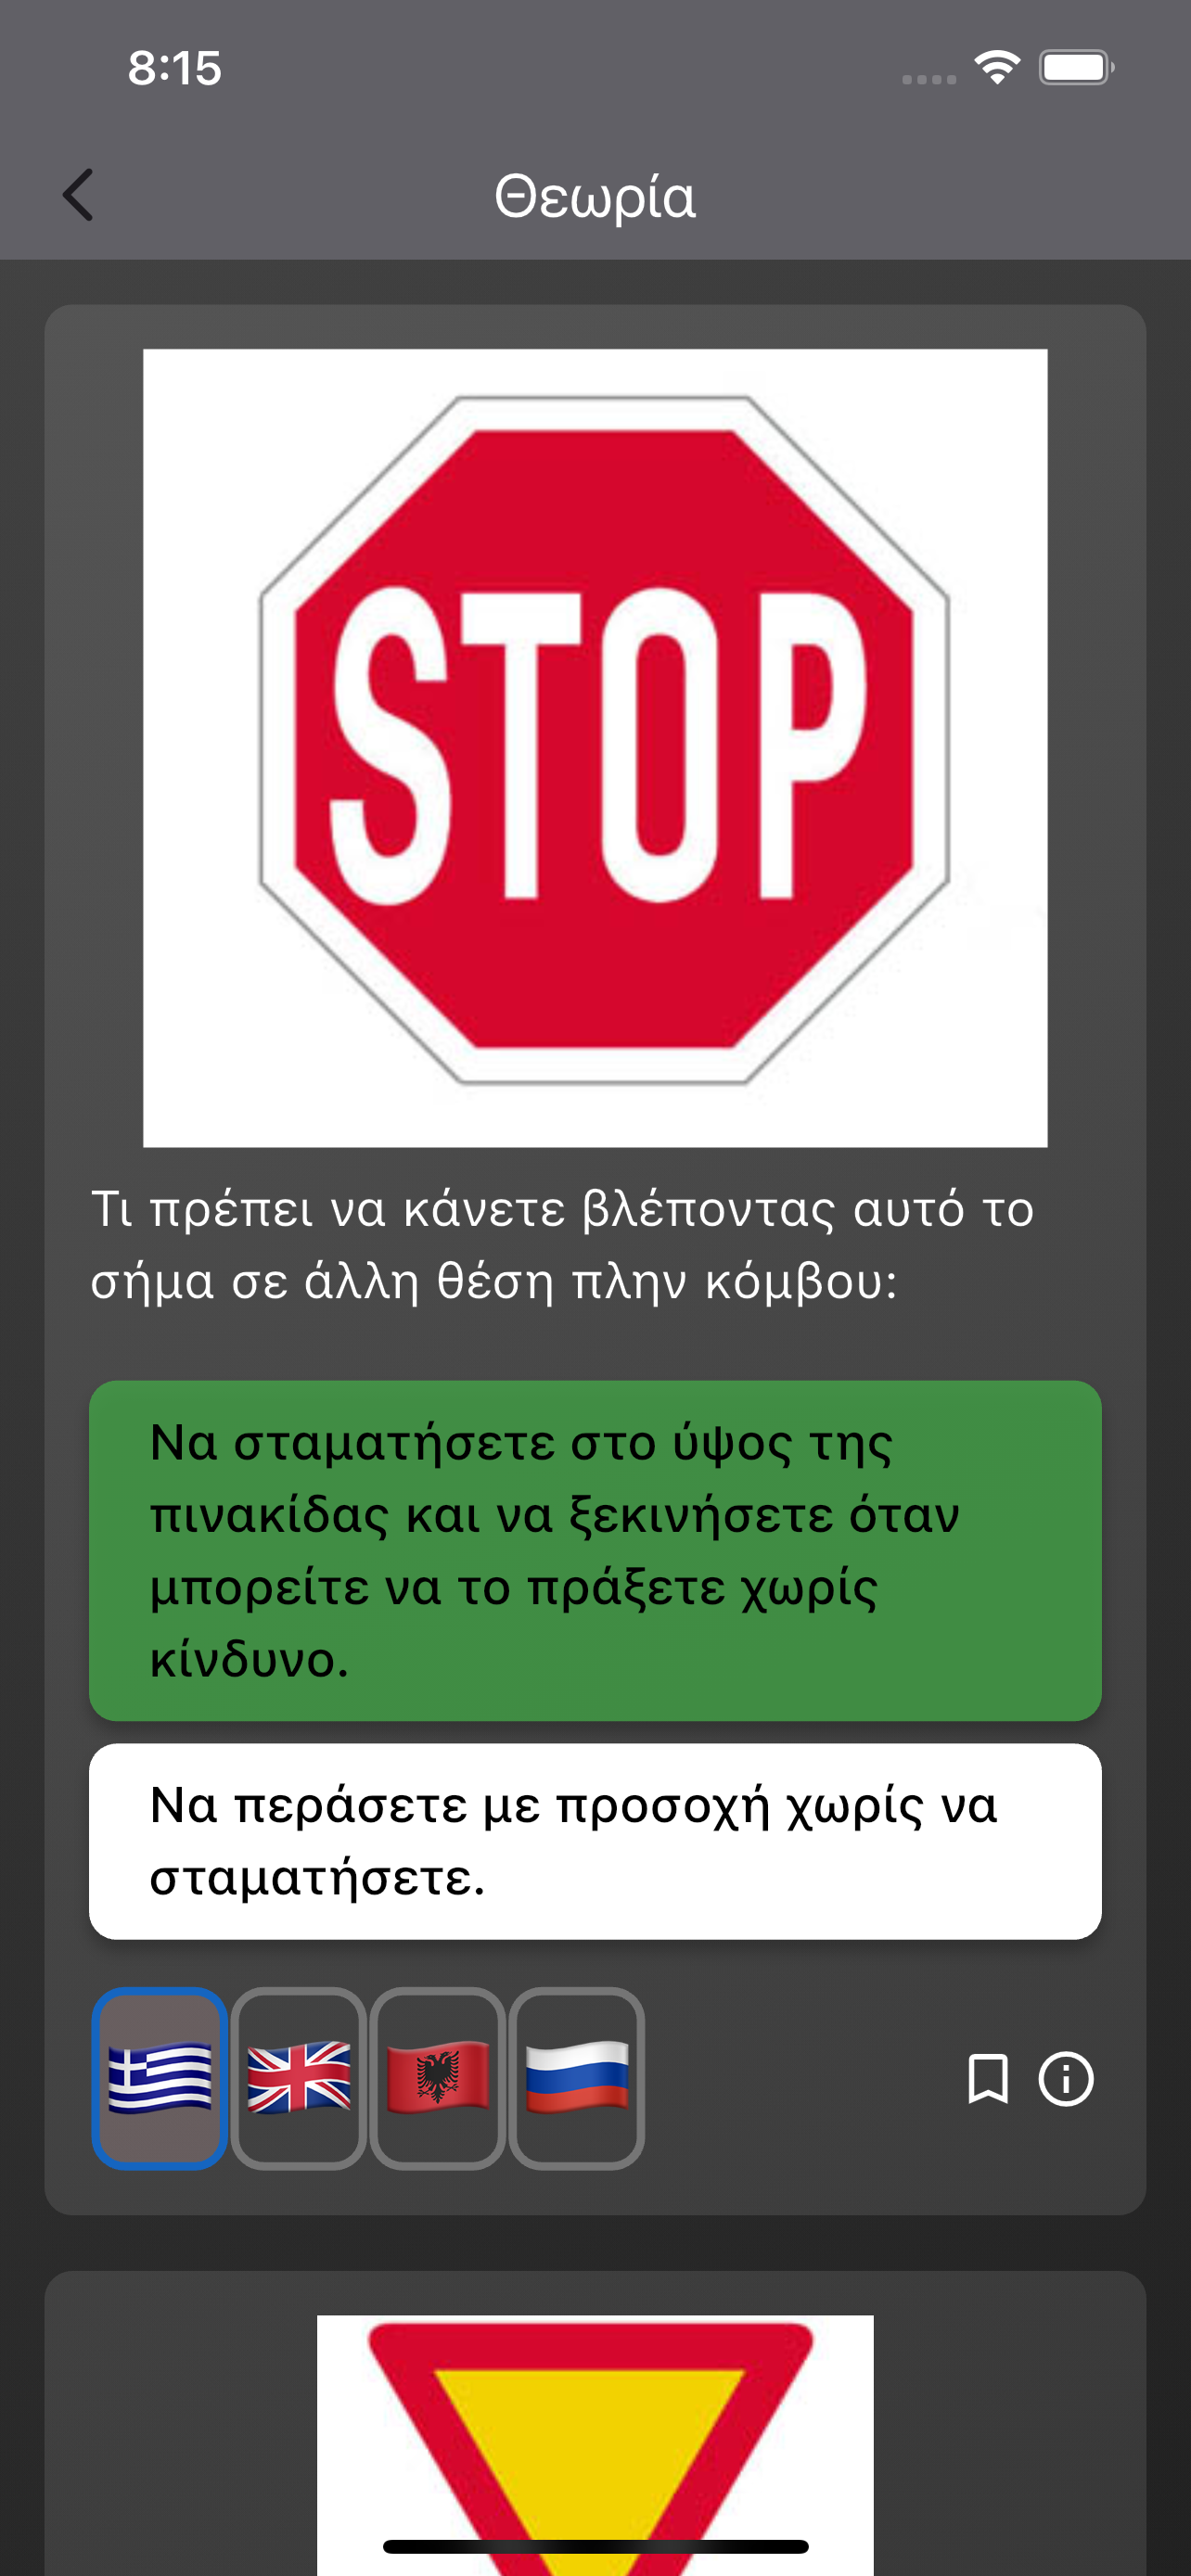 8:15
Θεωρία
STOP
Τι πρέπει να κάνετε βλέποντας αυτό το
σήμα σε άλλη θέση πλην κόμβου:
Να σταματήσετε στο ύψος της
πινακίδας και να ξεκινήσετε όταν
μπορείτε να το πράξετε χωρίς
κίνδυνο.
Να περάσετε με προσοχή χωρίς να
σταματήσετε.